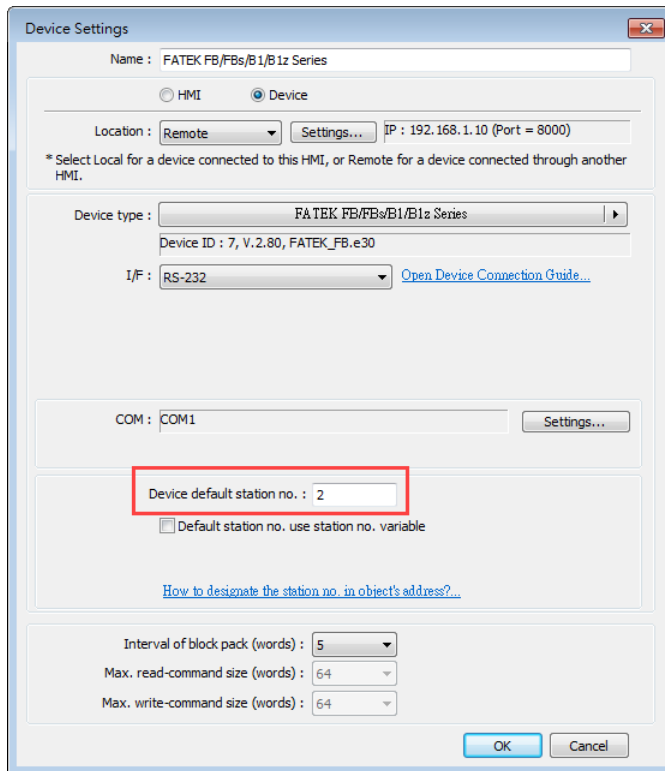 Device Settings
Name : FATEK FB/FBs/B1/B1z Series
HMI Device
Location : Remote Settings... IP : 192.168.1.10 (Port = 8000)
* Select Local for a device connected to this HMI, or Remote for a device connected through another
HMI.
Device type : FATEK FB/FBs/B1/B1z Series
Device ID : 7, V.2.80, FATEK_FB.e30
I/F : RS-232 Open Device Connection Guide...
COM : COM1 Settings...
Device default station no. : 2
Default station no. use station no. variable
How to designate the station no. in object's address?...
Interval of block pack (words) : 5
Max. read-command size (words) : 64
Max. write-command size (words) : 64
OK Cancel